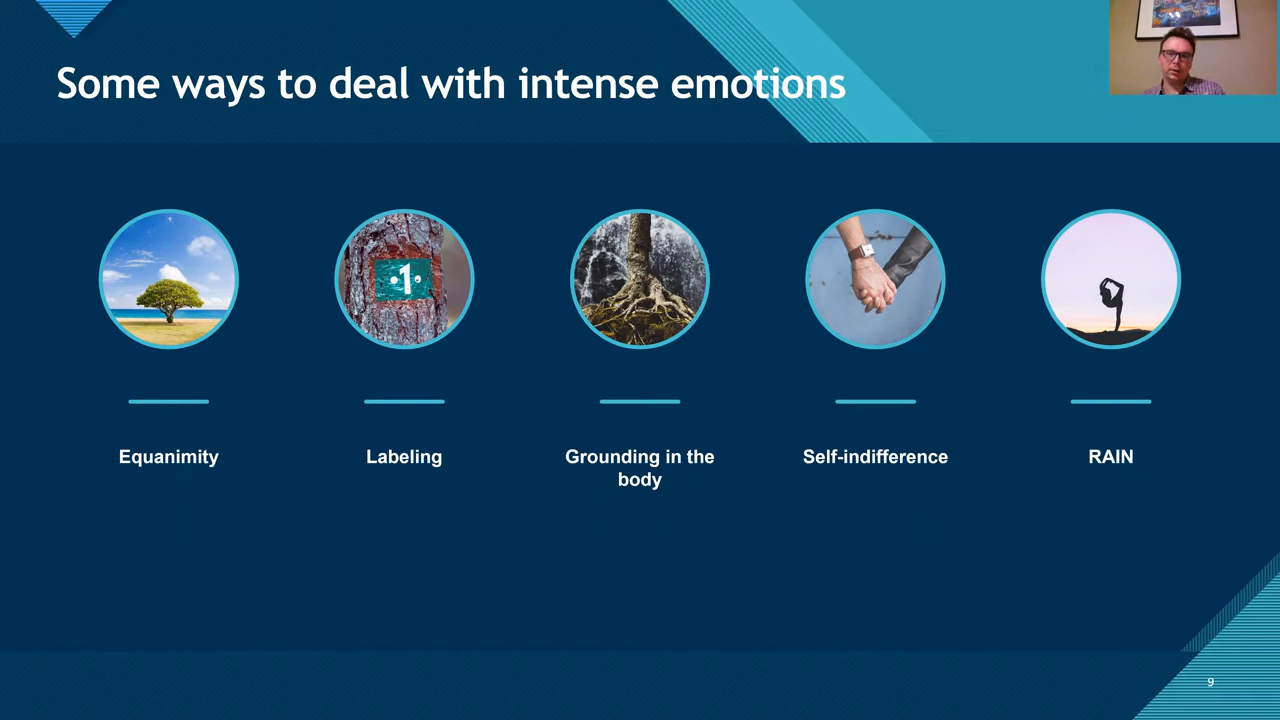 Some ways to deal with intense emotions
1
Equanimity
Labeling
Grounding in the
body
Self-indifference
RAIN
9